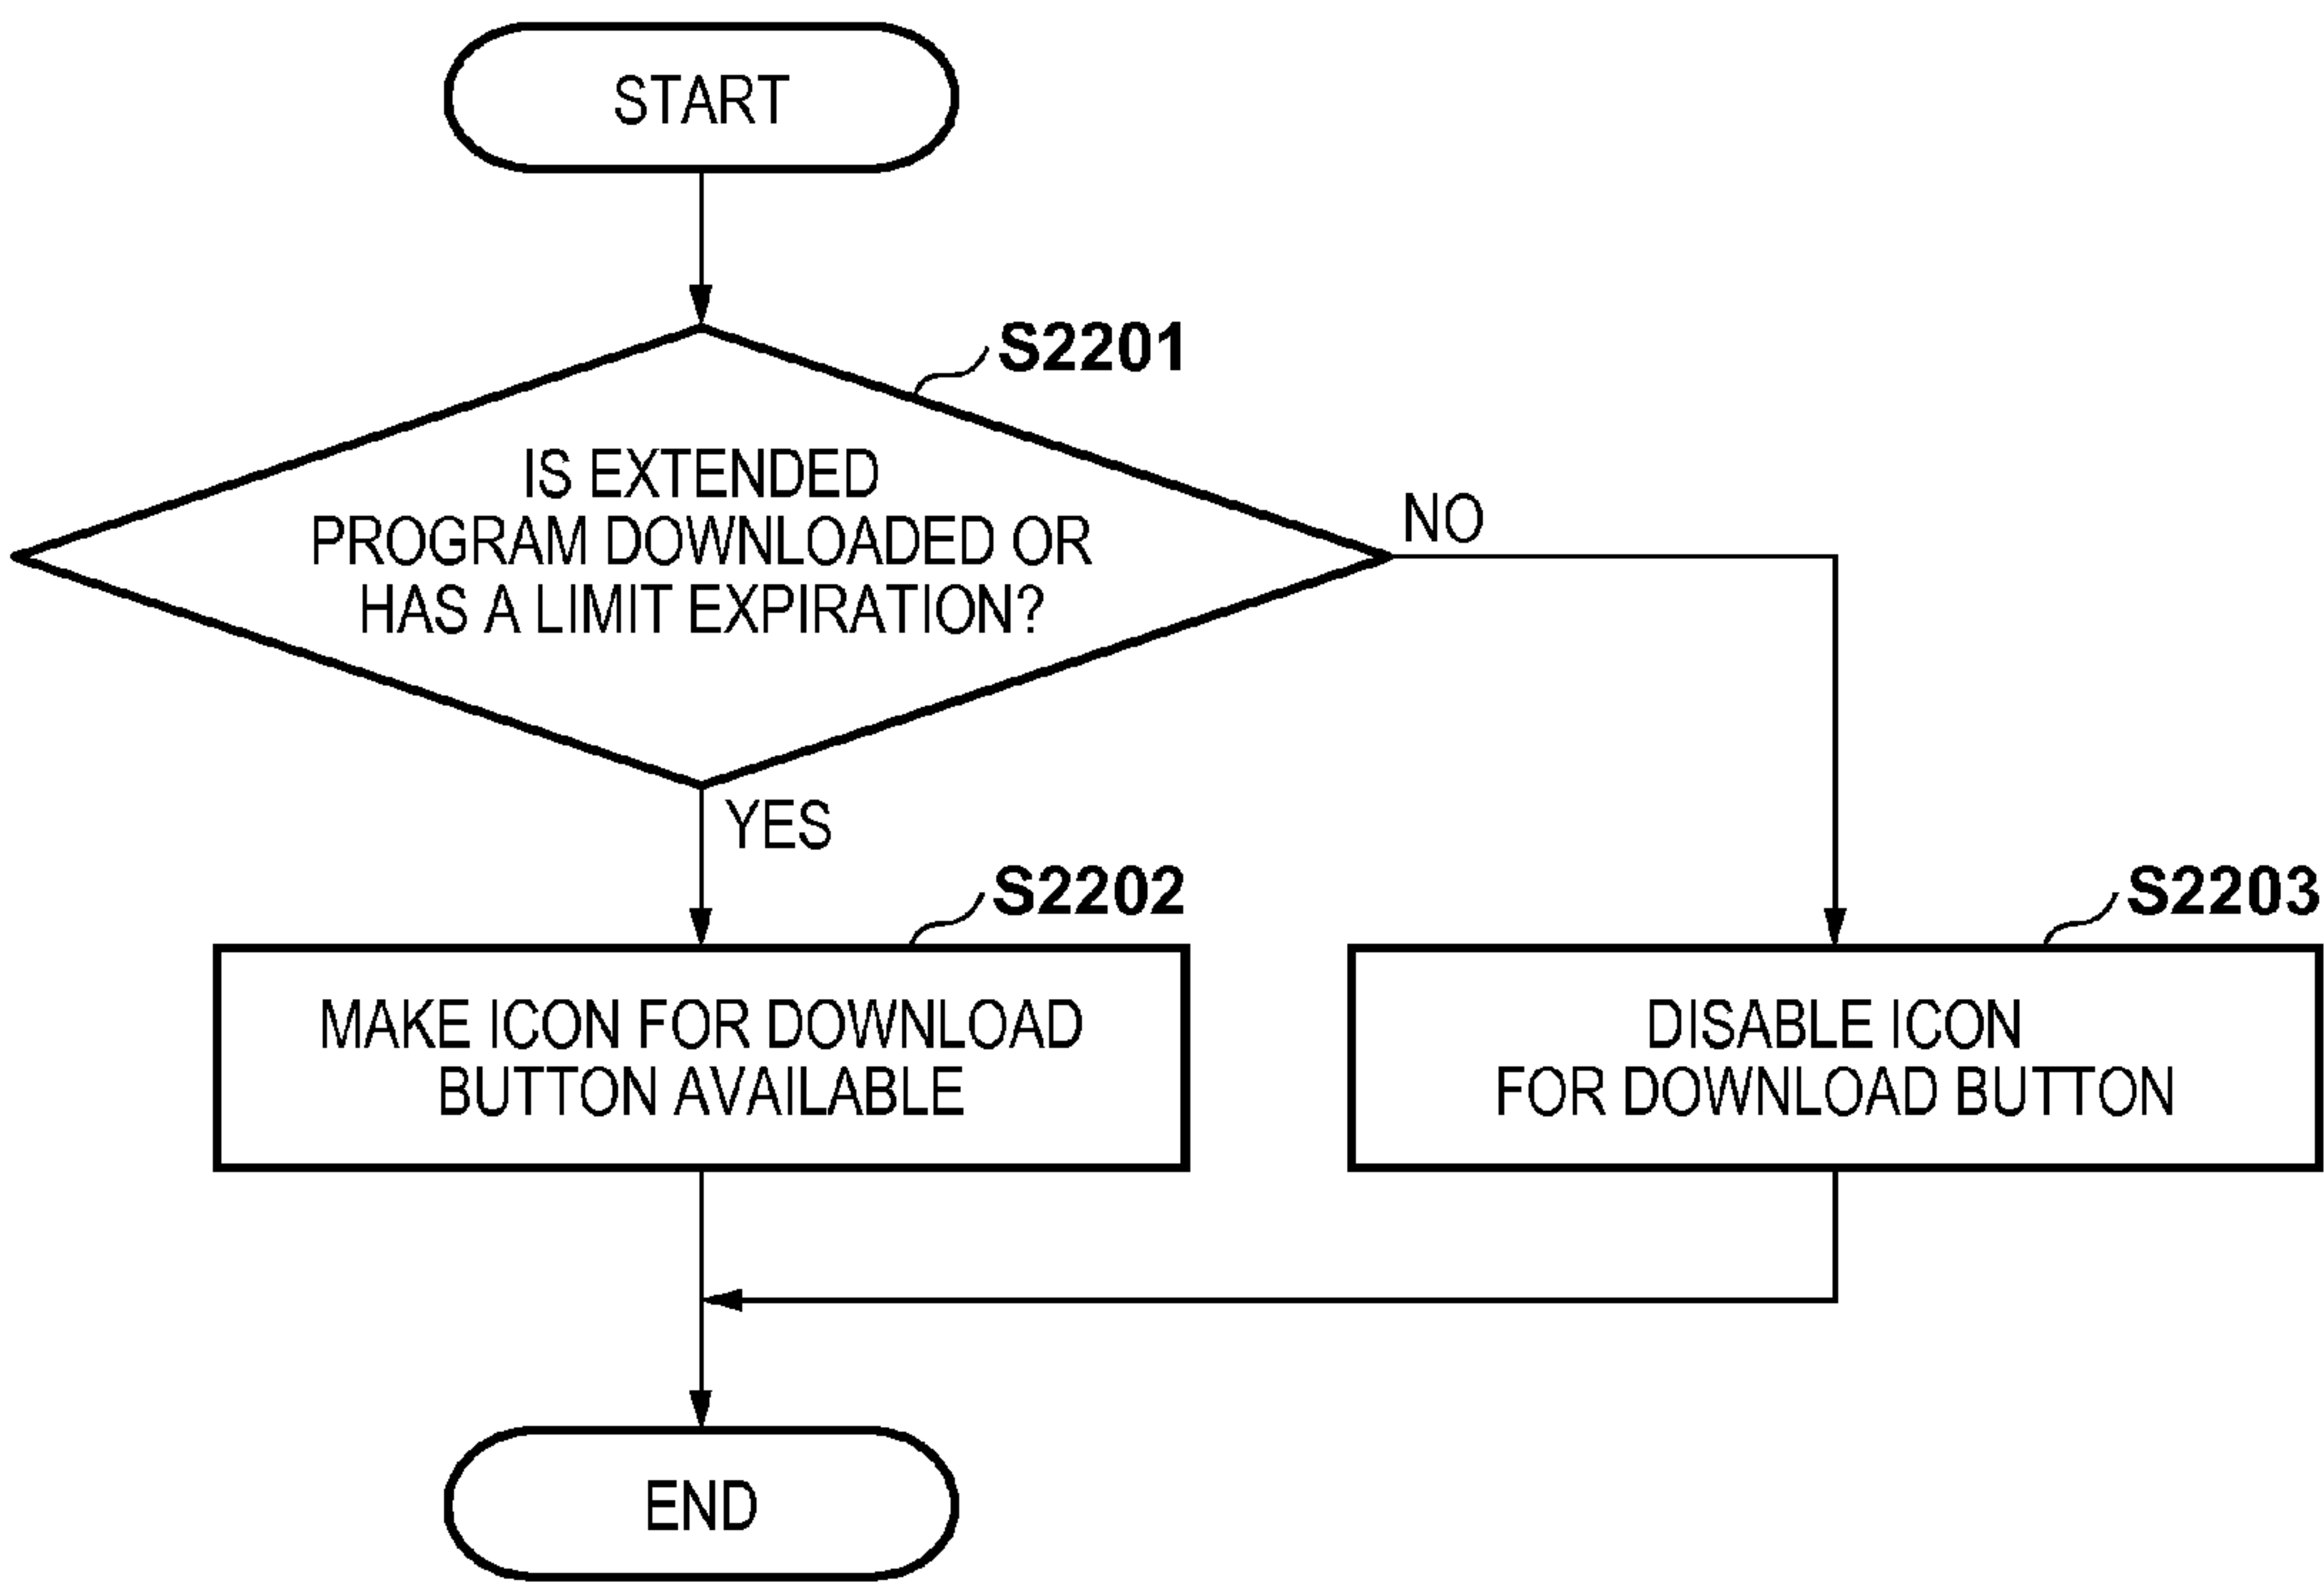 START
S2201
IS EXTENDED
PROGRAM DOWNLOADED OR
HAS A LIMIT EXPIRATION?
NO
YES
S2202
MAKE ICON FOR DOWNLOAD
BUTTON AVAILABLE
S2203
DISABLE ICON
FOR DOWNLOAD BUTTON
END